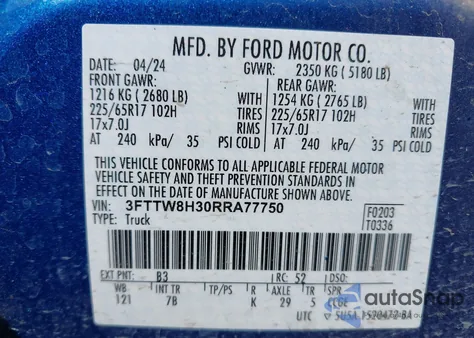 MFD. BY FORD MOTOR CO.
DATE: 04/24 GVWR: 2350 KG ( 5180 LB)
FRONT GAWR: REAR GAWR:
1216 KG ( 2680 LB) WITH 1254 KG ( 2765 LB) WITH
225/65R17 102H TIRES 225/65R17 102H TIRES
17x7.0J RIMS 17x7.0J RIMS
AT 240 kPa/ 35 PSI COLD AT 240 kPa/ 35 PSI COLD
THIS VEHICLE CONFORMS TO ALL APPLICABLE FEDERAL MOTOR
VEHICLE SAFETY AND THEFT PREVENTION STANDARDS IN
EFFECT ON THE DATE OF MANUFACTURE SHOWN ABOVE.
VIN: 3FTTW8H30RRA77750 F0203
TYPE: Truck T0336
EXT PNT: B3 RC: 52 DSO:
WB INT TR TP/PS R AXLE TR SPR
121 7B K 29 5 CCGE
UTC
autoSnap